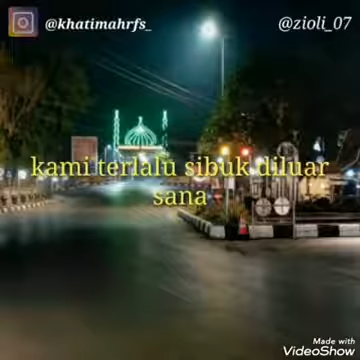 @khatimahrfs_
@zioli_07
kami terlalu sibuk diluar
sana
Made with
VideoShow